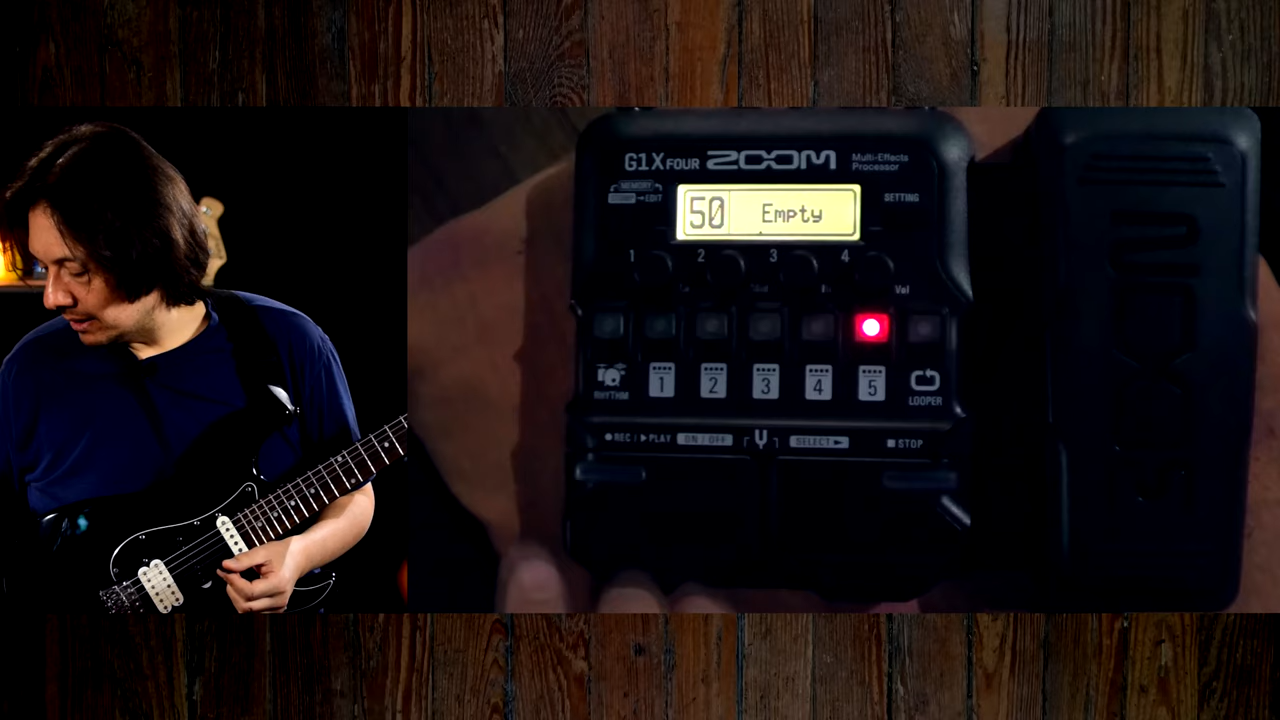 G1X FOUR ZOOM Multi-Effects Processor
MEMORY
→EDIT
SETTING
50 Empty
1 2 3 4
Vol
RHYTHM 1 2 3 4 5 LOOPER
REC / PLAY ON / OFF SELECT STOP
ZOOM